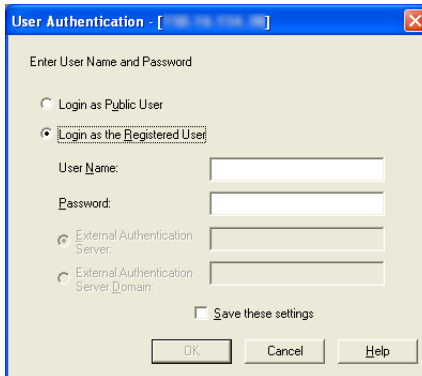 User Authentication - [ ]
Enter User Name and Password
Login as Public User
Login as the Registered User
User Name:
Password:
External Authentication
Server:
External Authentication
Server Domain:
Save these settings
OK
Cancel
Help